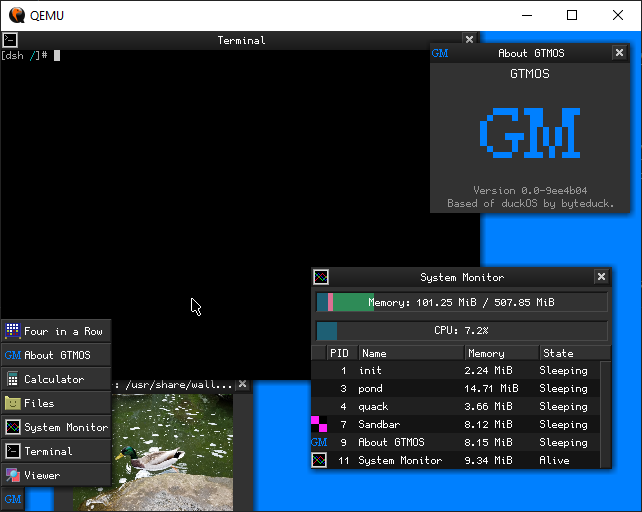 QEMU
Terminal
[dsh /]#
GM About GTMOS
GTMOS
GM
Version 0.0-9ee4b04
Based of duckOS by byteduck.
System Monitor
Memory: 101.25 MiB / 507.85 MiB
CPU: 7.2%
PID Name Memory State
1 init 2.24 MiB Sleeping
3 pond 14.71 MiB Sleeping
4 quack 3.66 MiB Sleeping
7 Sandbar 8.12 MiB Sleeping
GM 9 About GTMOS 8.15 MiB Sleeping
11 System Monitor 9.34 MiB Alive
Four in a Row
GM About GTMOS
Calculator
Files
System Monitor
Terminal
Viewer
GM
: /usr/share/wall...